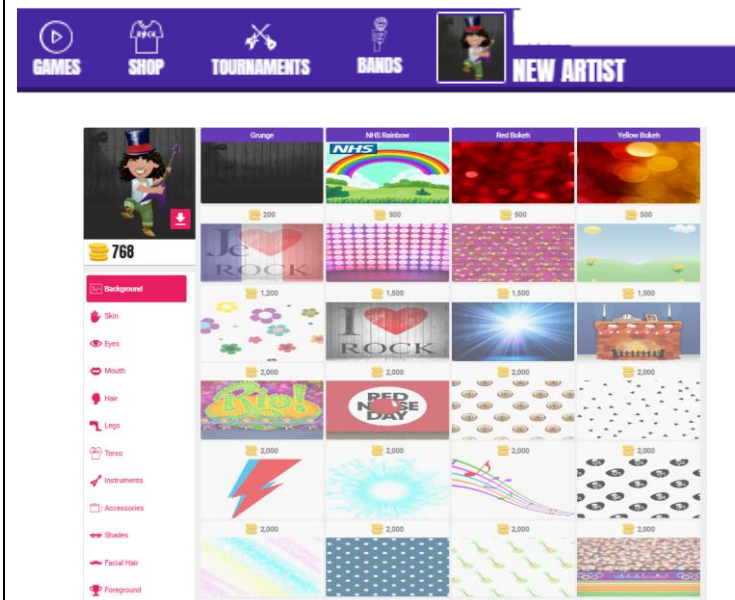 GAMES
SHOP
TOURNAMENTS
BANDS
NEW ARTIST
ROCK
768
Background
Skin
Eyes
Mouth
Hair
Legs
Torso
Instruments
Accessories
Shades
Facial Hair
Foreground
Grunge
NHS Rainbow
Red Bokeh
Yellow Bokeh
NHS
200
500
500
500
Je
ROCK
1,200
1,500
1,500
1,500
I
ROCK
2,000
2,000
2,000
2,000
Rio!
RED
NOSE
DAY
2,000
2,000
2,000
2,000
2,000
2,000
2,000
2,000